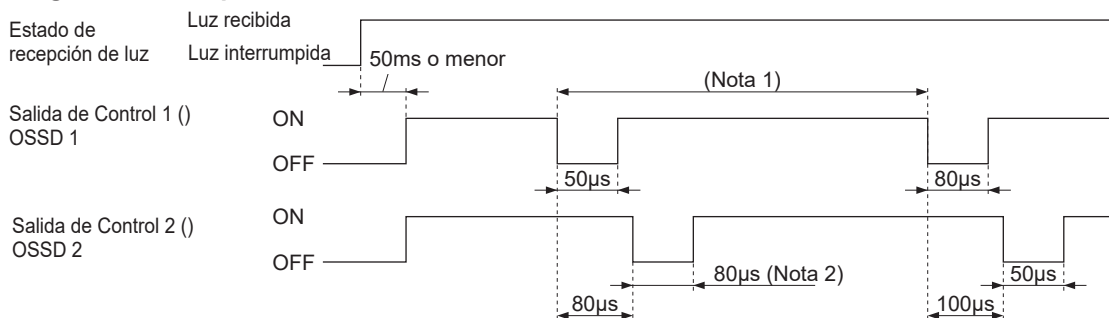 Estado de
recepción de luz
Luz recibida
Luz interrumpida
50ms o menor
(Nota 1)
Salida de Control 1 ()
OSSD 1
ON
OFF
50µs
80µs
Salida de Control 2 ()
OSSD 2
ON
OFF
80µs (Nota 2)
50µs
80µs
100µs